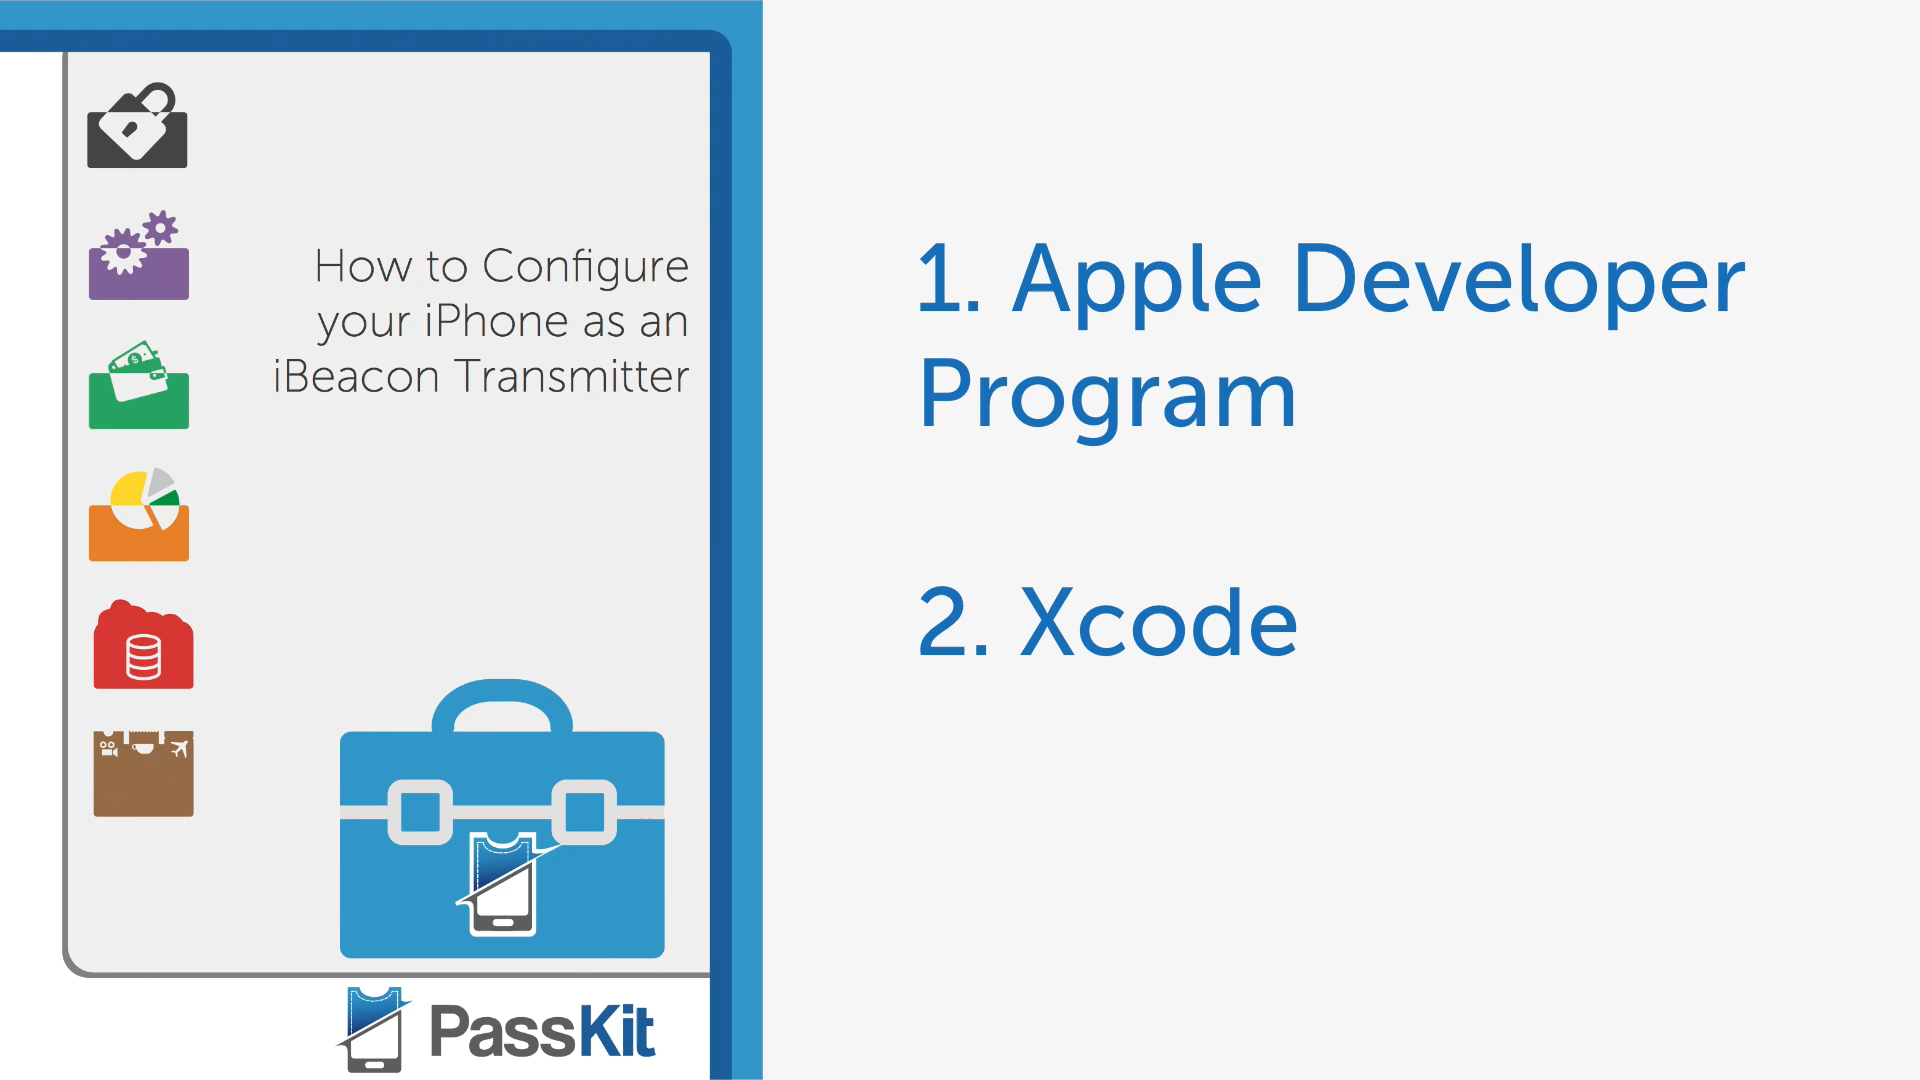 How to Configure
your iPhone as an
iBeacon Transmitter
PassKit
1. Apple Developer
Program
2. Xcode